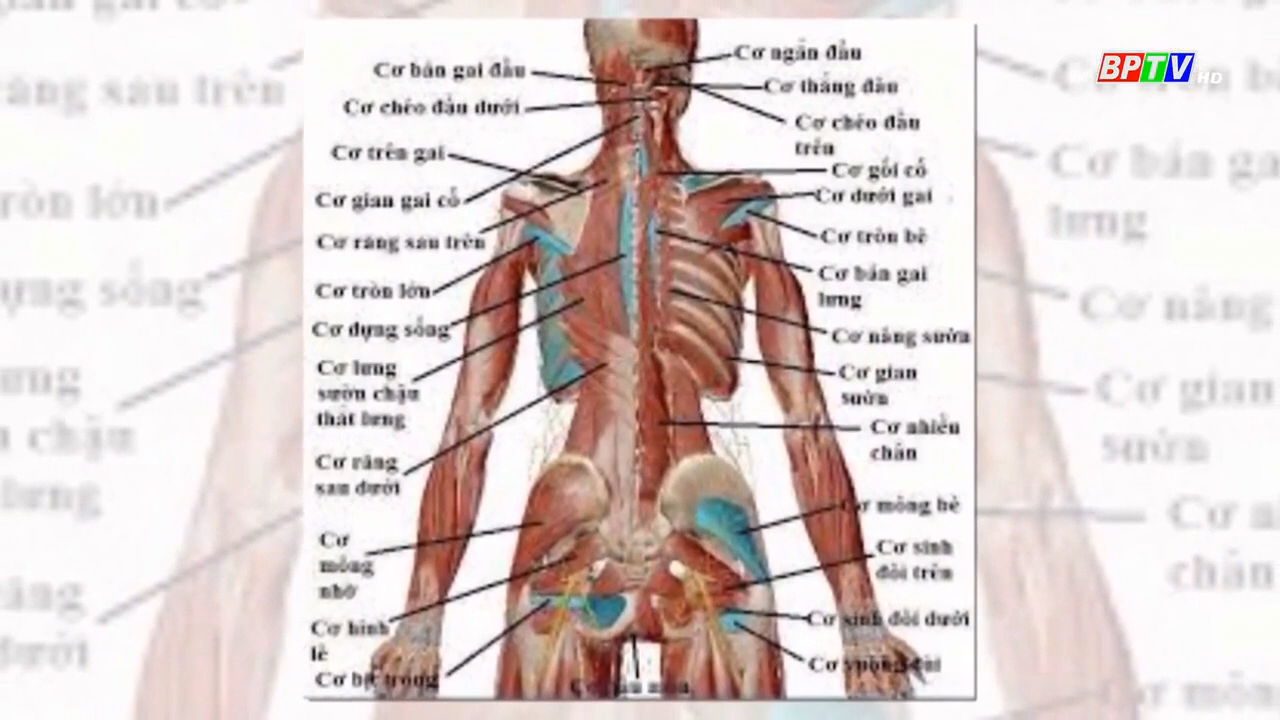 BPTV HD
Cơ bán gai đầu
Cơ chéo đầu dưới
Cơ trên gai
Cơ gian gai cổ
Cơ răng sau trên
Cơ tròn lớn
Cơ dựng sống
Cơ lưng
sườn chậu
thắt lưng
Cơ răng
sau dưới
Cơ
mông
nhỡ
Cơ hình
lê
Cơ bịt trong
Cơ ngắn đầu
Cơ thẳng đầu
Cơ chéo đầu
trên
Cơ gối cổ
Cơ dưới gai
Cơ tròn bé
Cơ bán gai
lưng
Cơ nâng sườn
Cơ gian
sườn
Cơ nhiều
chân
Cơ mông bé
Cơ sinh
đôi trên
Cơ sinh đôi dưới
Cơ vuông đùi